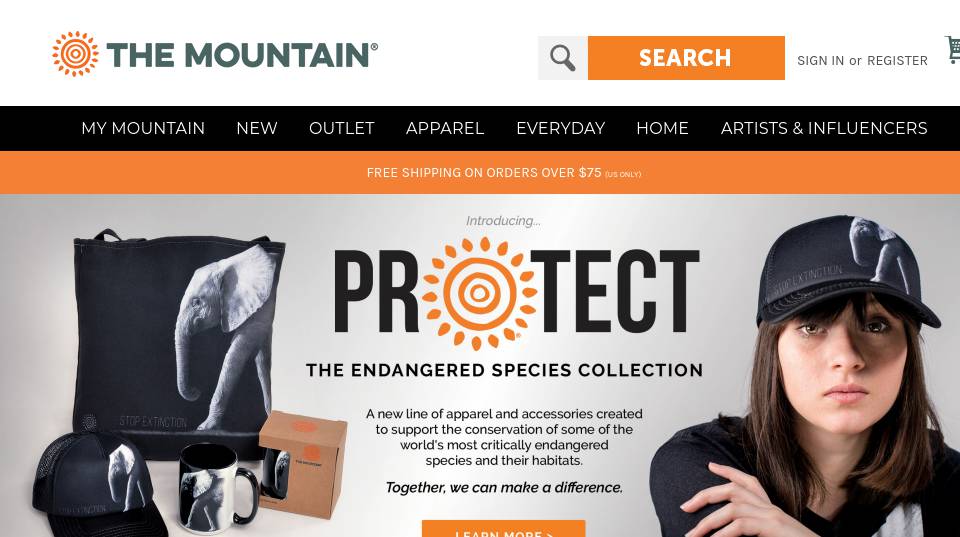 THE MOUNTAIN®
SEARCH
SIGN IN or REGISTER
MY MOUNTAIN NEW OUTLET APPAREL EVERYDAY HOME ARTISTS & INFLUENCERS
FREE SHIPPING ON ORDERS OVER $75 (US ONLY)
Introducing...
PROTECT
THE ENDANGERED SPECIES COLLECTION
A new line of apparel and accessories created
to support the conservation of some of the
world's most critically endangered
species and their habitats.
Together, we can make a difference.
LEARN MORE >
STOP EXTINCTION
STOP EXTINCTION
THE MOUNTAIN